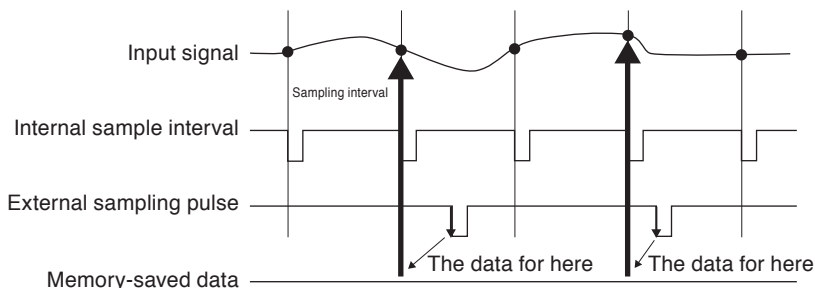 Input signal
Sampling interval
Internal sample interval
External sampling pulse
The data for here
The data for here
Memory-saved data